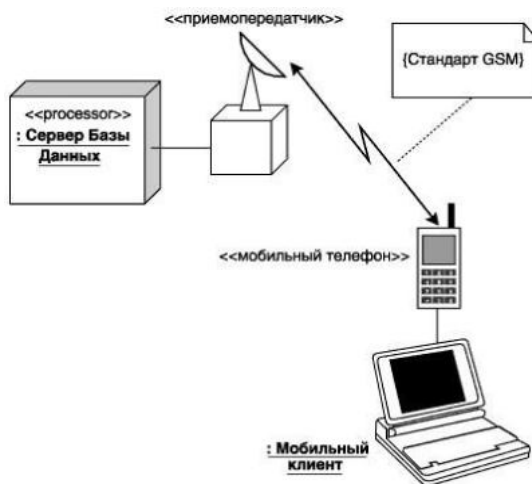 <<приемопередатчик>>
{Стандарт GSM}
<<processor>>
: Сервер Базы
Данных
<<мобильный телефон>>
: Мобильный
клиент